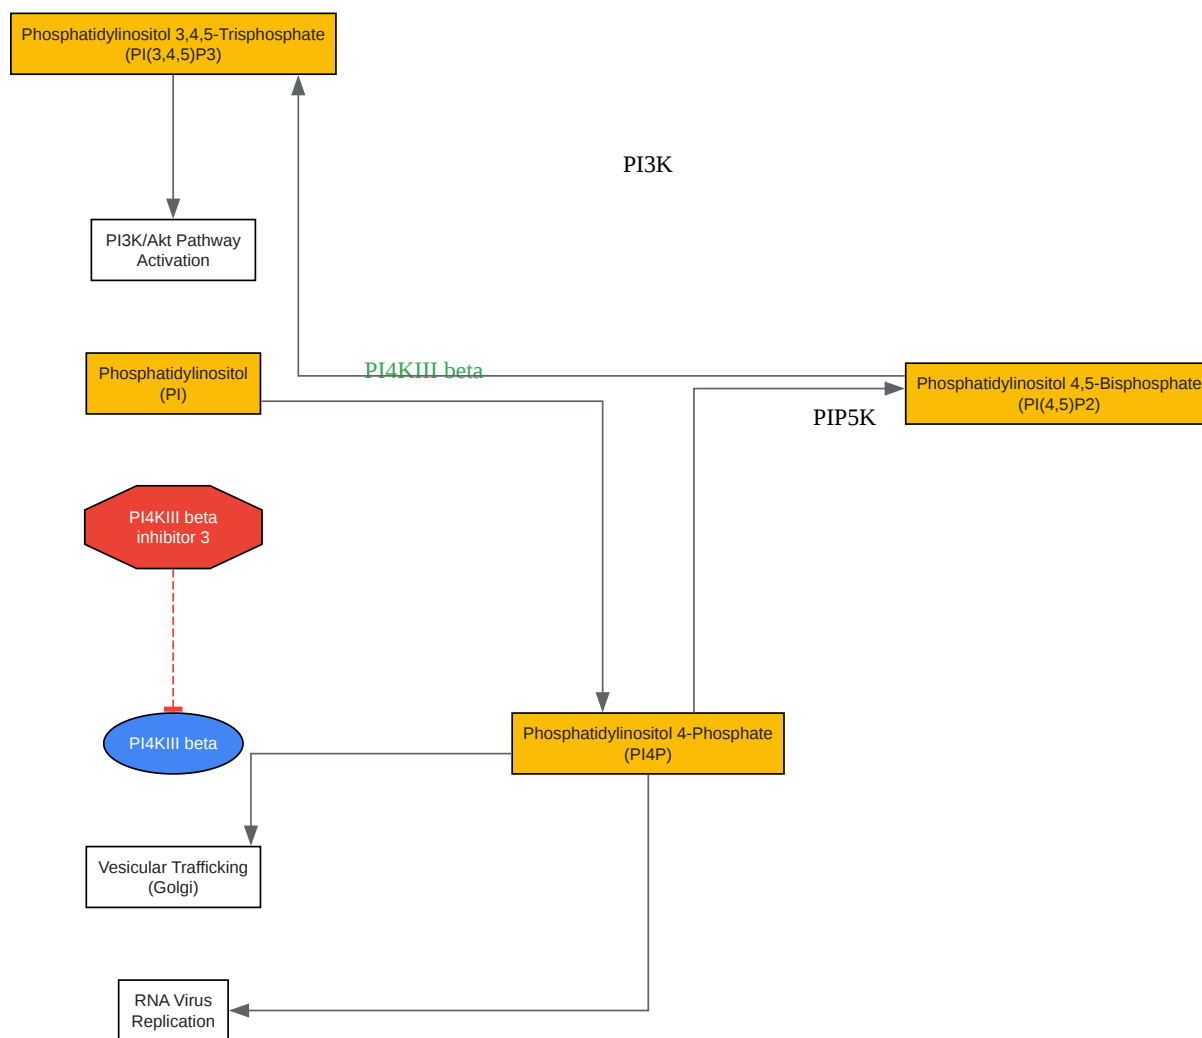 Phosphatidylinositol 3,4,5-Trisphosphate
(PI(3,4,5)P3)
PI3K
PI3K/Akt Pathway
Activation
PI4KIII beta
Phosphatidylinositol
(PI)
Phosphatidylinositol 4,5-Bisphosphate
(PI(4,5)P2)
PIP5K
PI4KIII beta
inhibitor 3
PI4KIII beta
Phosphatidylinositol 4-Phosphate
(PI4P)
Vesicular Trafficking
(Golgi)
RNA Virus
Replication